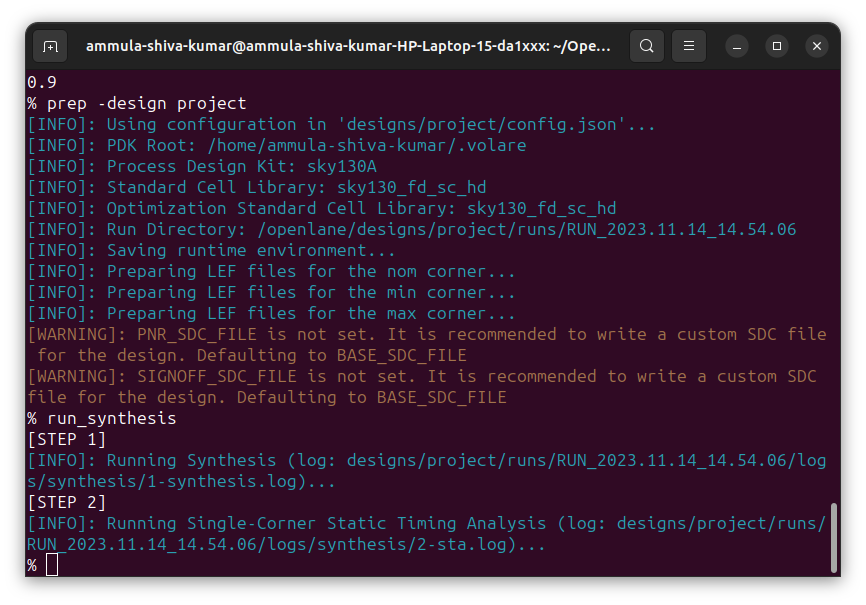 ammula-shiva-kumar@ammula-shiva-kumar-HP-Laptop-15-da1xxx: ~/Ope...
0.9
% prep -design project
[INFO]: Using configuration in 'designs/project/config.json'...
[INFO]: PDK Root: /home/ammula-shiva-kumar/.volare
[INFO]: Process Design Kit: sky130A
[INFO]: Standard Cell Library: sky130_fd_sc_hd
[INFO]: Optimization Standard Cell Library: sky130_fd_sc_hd
[INFO]: Run Directory: /openlane/designs/project/runs/RUN_2023.11.14_14.54.06
[INFO]: Saving runtime environment...
[INFO]: Preparing LEF files for the nom corner...
[INFO]: Preparing LEF files for the min corner...
[INFO]: Preparing LEF files for the max corner...
[WARNING]: PNR_SDC_FILE is not set. It is recommended to write a custom SDC file
 for the design. Defaulting to BASE_SDC_FILE
[WARNING]: SIGNOFF_SDC_FILE is not set. It is recommended to write a custom SDC
file for the design. Defaulting to BASE_SDC_FILE
% run_synthesis
[STEP 1]
[INFO]: Running Synthesis (log: designs/project/runs/RUN_2023.11.14_14.54.06/log
s/synthesis/1-synthesis.log)...
[STEP 2]
[INFO]: Running Single-Corner Static Timing Analysis (log: designs/project/runs/
RUN_2023.11.14_14.54.06/logs/synthesis/2-sta.log)...
%